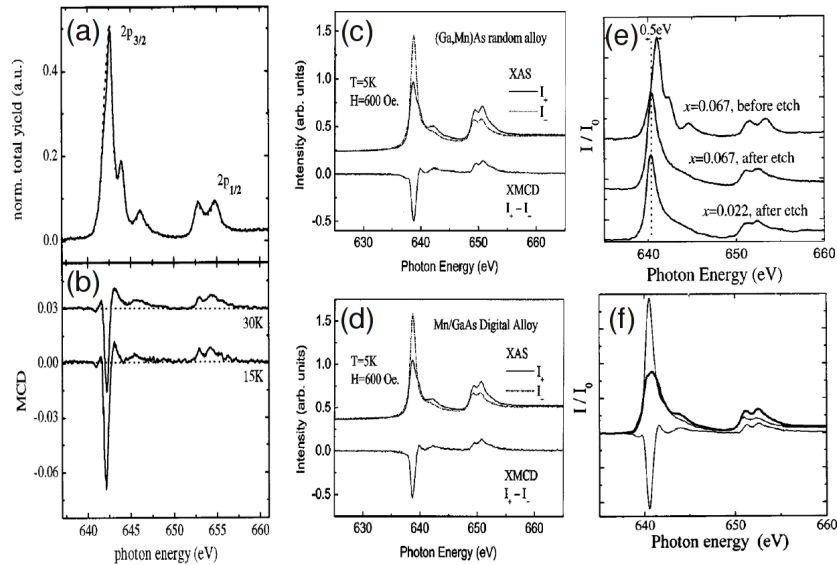 (a)
2p3/2
2p1/2
norm. total yield (a.u.)
0.4
0.2
0.0
(b)
0.03
30K
0.00
15K
-0.03
-0.06
MCD
640 645 650 655 660
photon energy (eV)
(c)
(Ga,Mn)As random alloy
T=5K
H=600 Oe.
XAS
I+
I-
XMCD
I+ - I-
Intensity (arb. units)
1.5
1.0
0.5
0.0
-0.5
630 640 650 660
Photon Energy (eV)
(d)
Mn/GaAs Digital Alloy
T=5K
H=600 Oe.
XAS
I+
I-
XMCD
I+ - I-
Intensity (arb. units)
1.5
1.0
0.5
0.0
-0.5
630 640 650 660
Photon Energy (eV)
(e)
0.5eV
x=0.067, before etch
x=0.067, after etch
x=0.022, after etch
I / I0
640 650 660
Photon Energy (eV)
(f)
I / I0
640 650 660
Photon energy (eV)